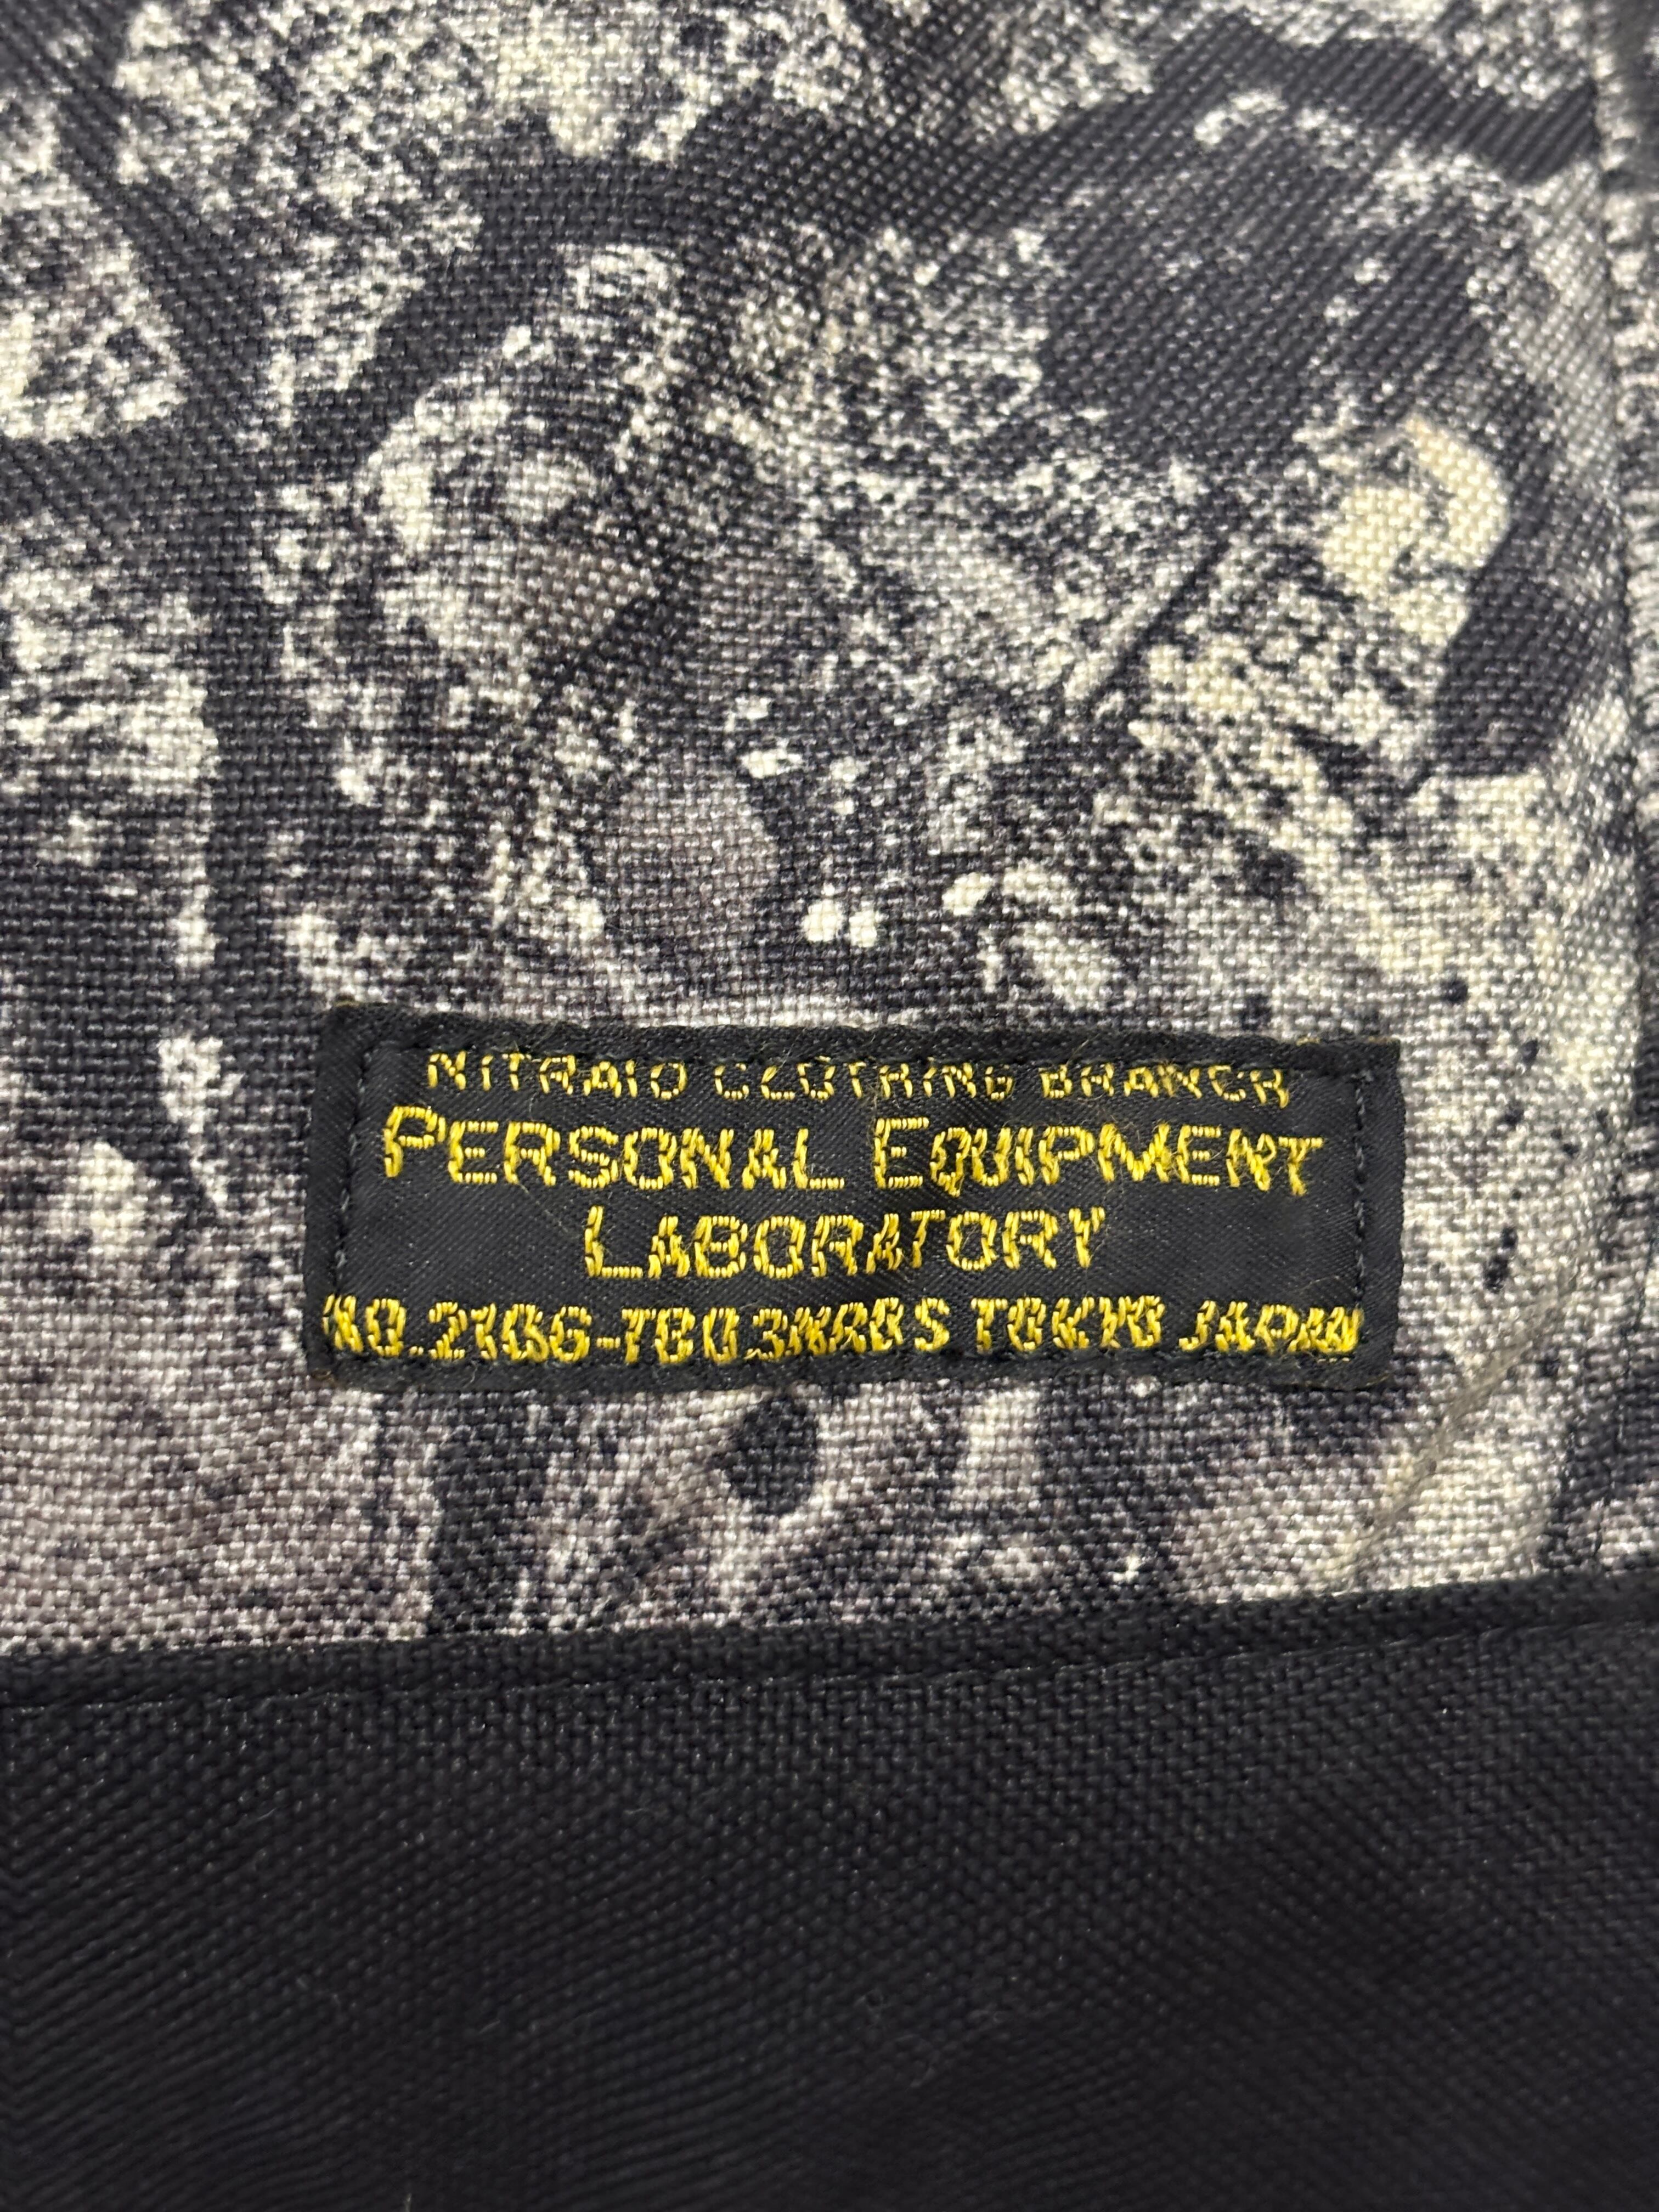 NITRAID CLOTHING BRANCH
PERSONAL EQUIPMENT
LABORATORY
TOKYO JAPAN